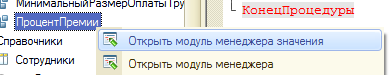 МинимальныйРазмерОплатыТру
ПроцентПремии
Справочники
Сотрудники
КонецПроцедуры
Открыть модуль менеджера значения
Открыть модуль менеджера